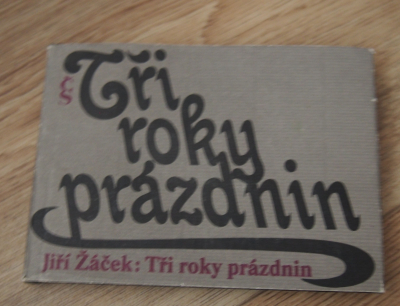 Tři
roky
prázdnin
Jiří Žáček: Tři roky prázdnin